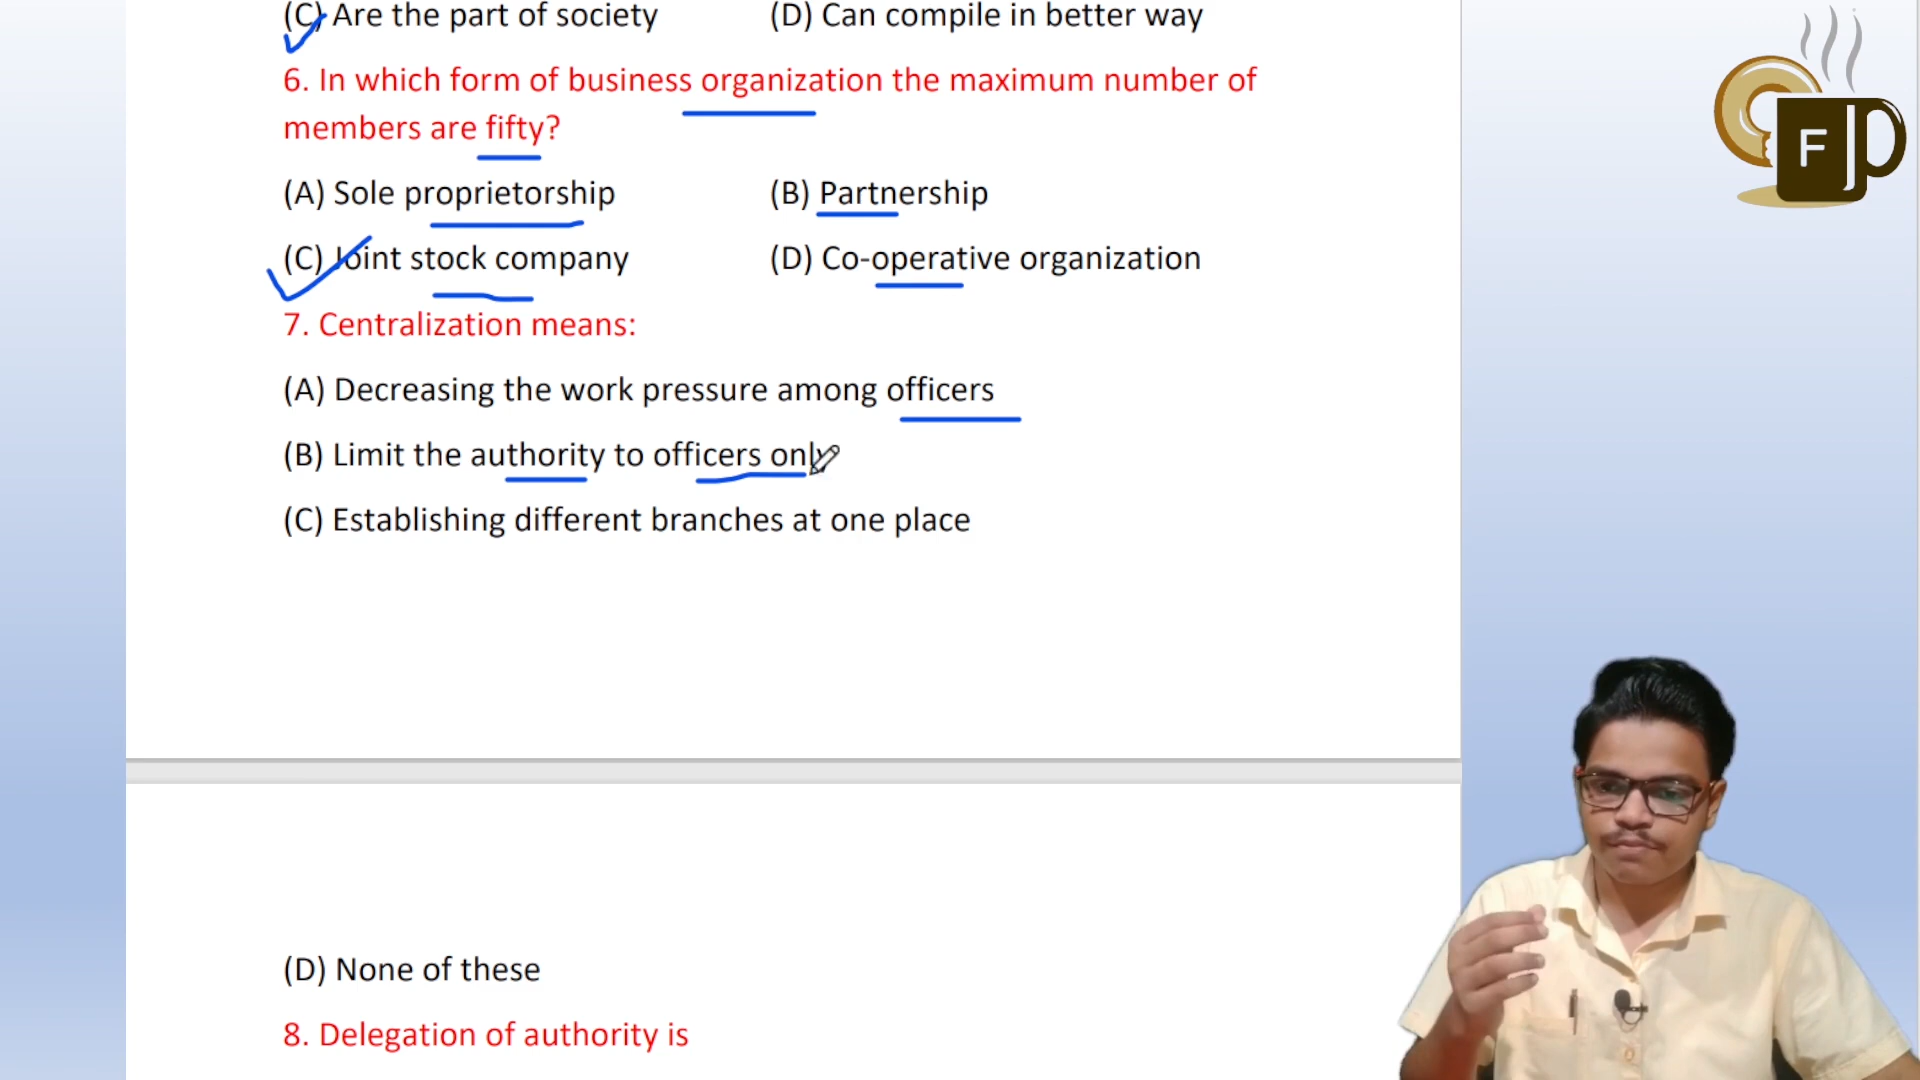 (C) Are the part of society (D) Can compile in better way
6. In which form of business organization the maximum number of
members are fifty?
(A) Sole proprietorship (B) Partnership
(C) Joint stock company (D) Co-operative organization
7. Centralization means:
(A) Decreasing the work pressure among officers
(B) Limit the authority to officers only
(C) Establishing different branches at one place
(D) None of these
8. Delegation of authority is
F